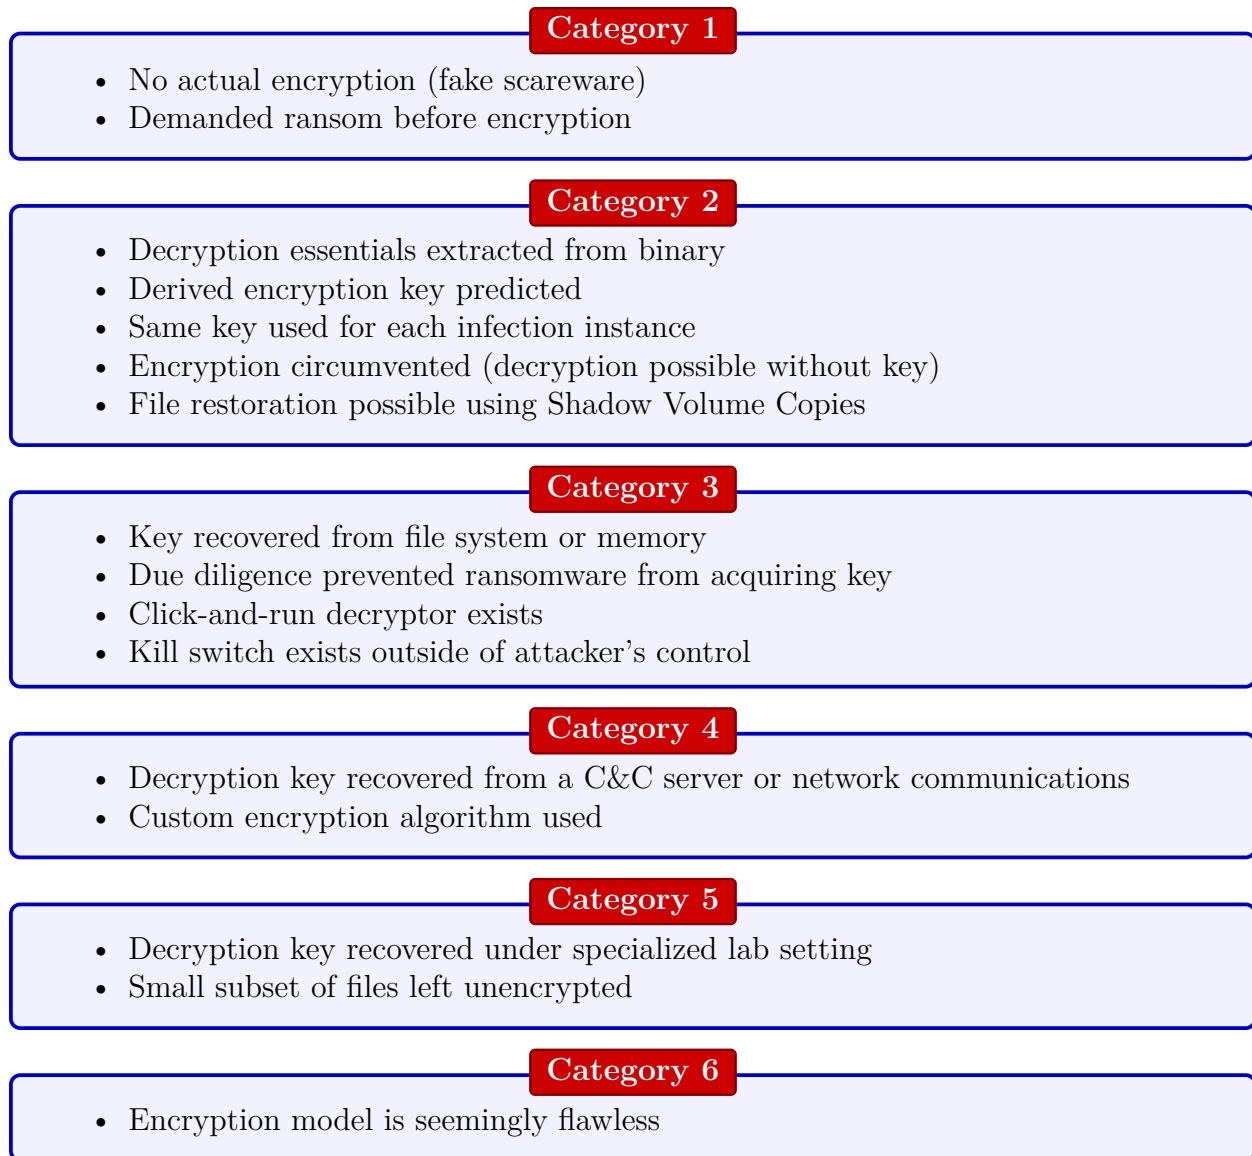 Category 1
• No actual encryption (fake scareware)
• Demanded ransom before encryption
Category 2
• Decryption essentials extracted from binary
• Derived encryption key predicted
• Same key used for each infection instance
• Encryption circumvented (decryption possible without key)
• File restoration possible using Shadow Volume Copies
Category 3
• Key recovered from file system or memory
• Due diligence prevented ransomware from acquiring key
• Click-and-run decryptor exists
• Kill switch exists outside of attacker's control
Category 4
• Decryption key recovered from a C&C server or network communications
• Custom encryption algorithm used
Category 5
• Decryption key recovered under specialized lab setting
• Small subset of files left unencrypted
Category 6
• Encryption model is seemingly flawless